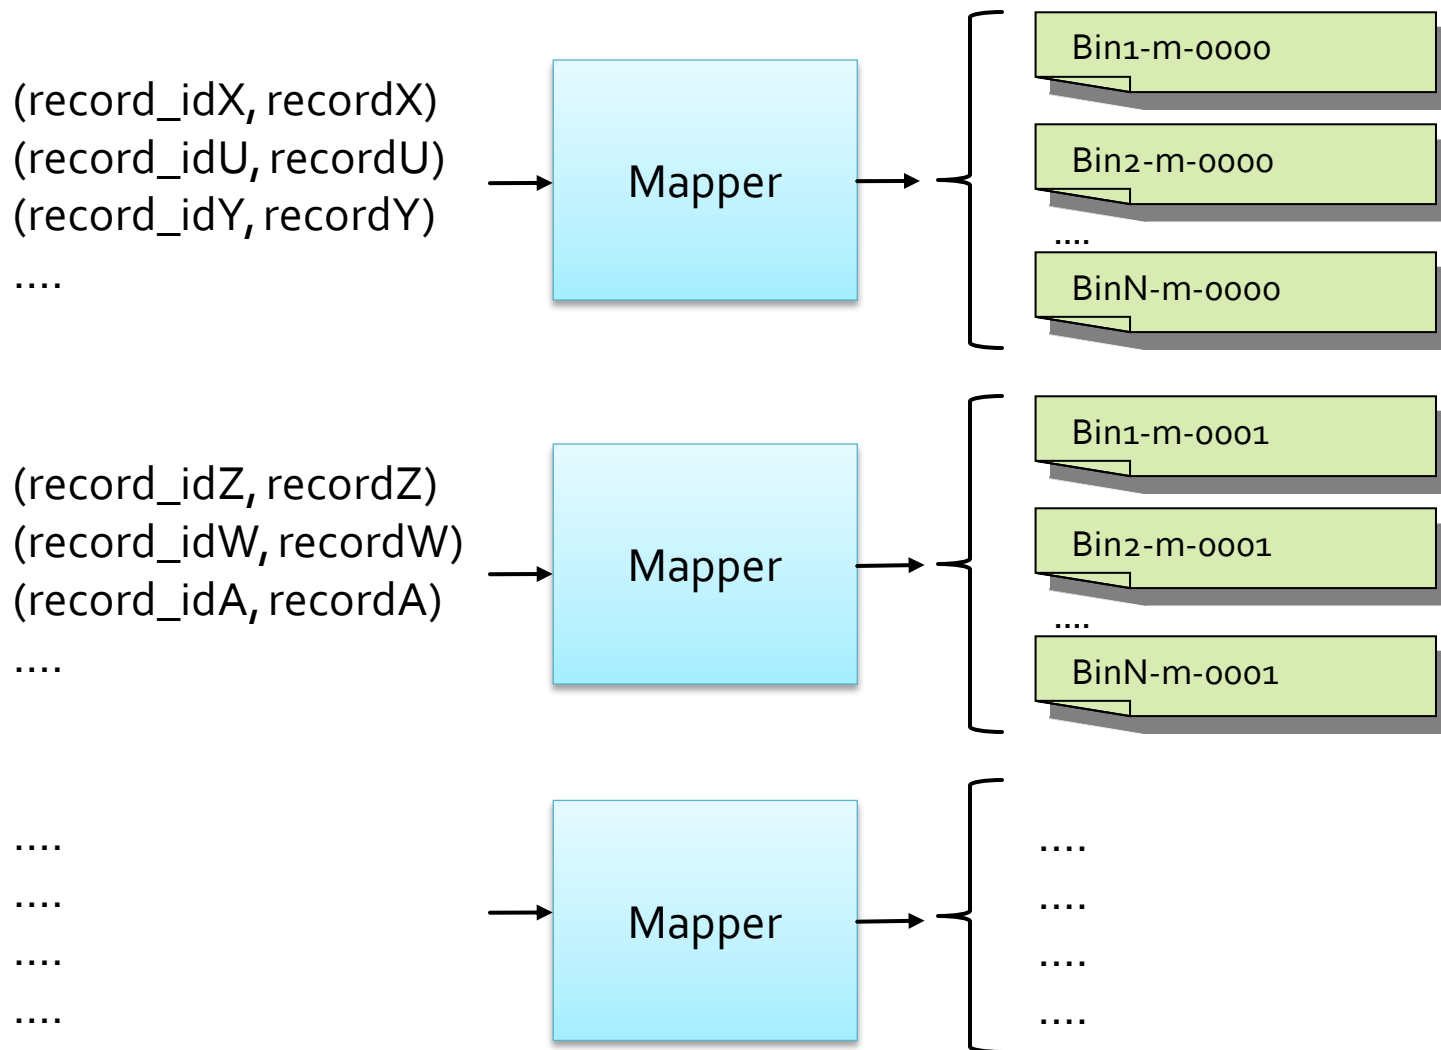 (record_idX, recordX)
(record_idU, recordU)
(record_idY, recordY)
....
Mapper
Bin1-m-0000
Bin2-m-0000
....
BinN-m-0000
(record_idZ, recordZ)
(record_idW, recordW)
(record_idA, recordA)
....
Mapper
Bin1-m-0001
Bin2-m-0001
....
BinN-m-0001
....
....
....
....
Mapper
....
....
....
....